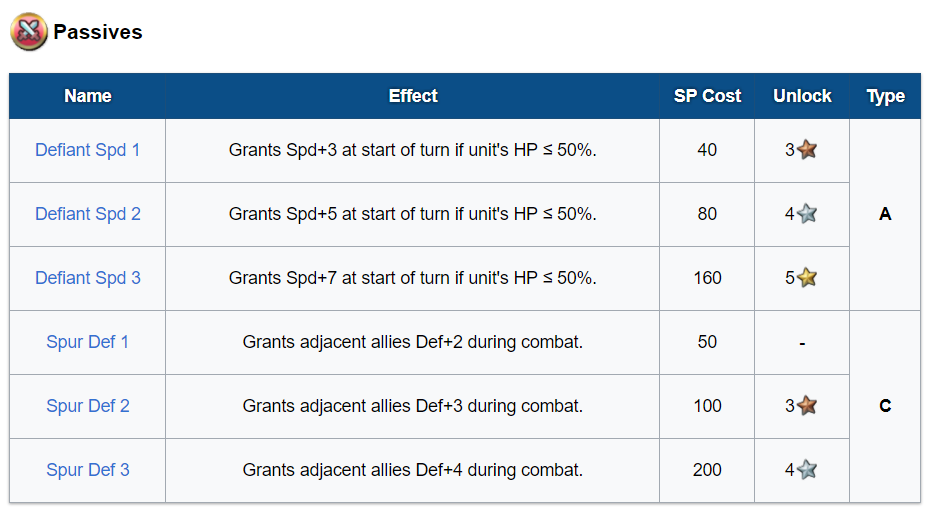 Passives
Name Effect SP Cost Unlock Type
Defiant Spd 1 Grants Spd+3 at start of turn if unit's HP ≤ 50%. 40 3
Defiant Spd 2 Grants Spd+5 at start of turn if unit's HP ≤ 50%. 80 4 A
Defiant Spd 3 Grants Spd+7 at start of turn if unit's HP ≤ 50%. 160 5
Spur Def 1 Grants adjacent allies Def+2 during combat. 50 -
Spur Def 2 Grants adjacent allies Def+3 during combat. 100 3 C
Spur Def 3 Grants adjacent allies Def+4 during combat. 200 4